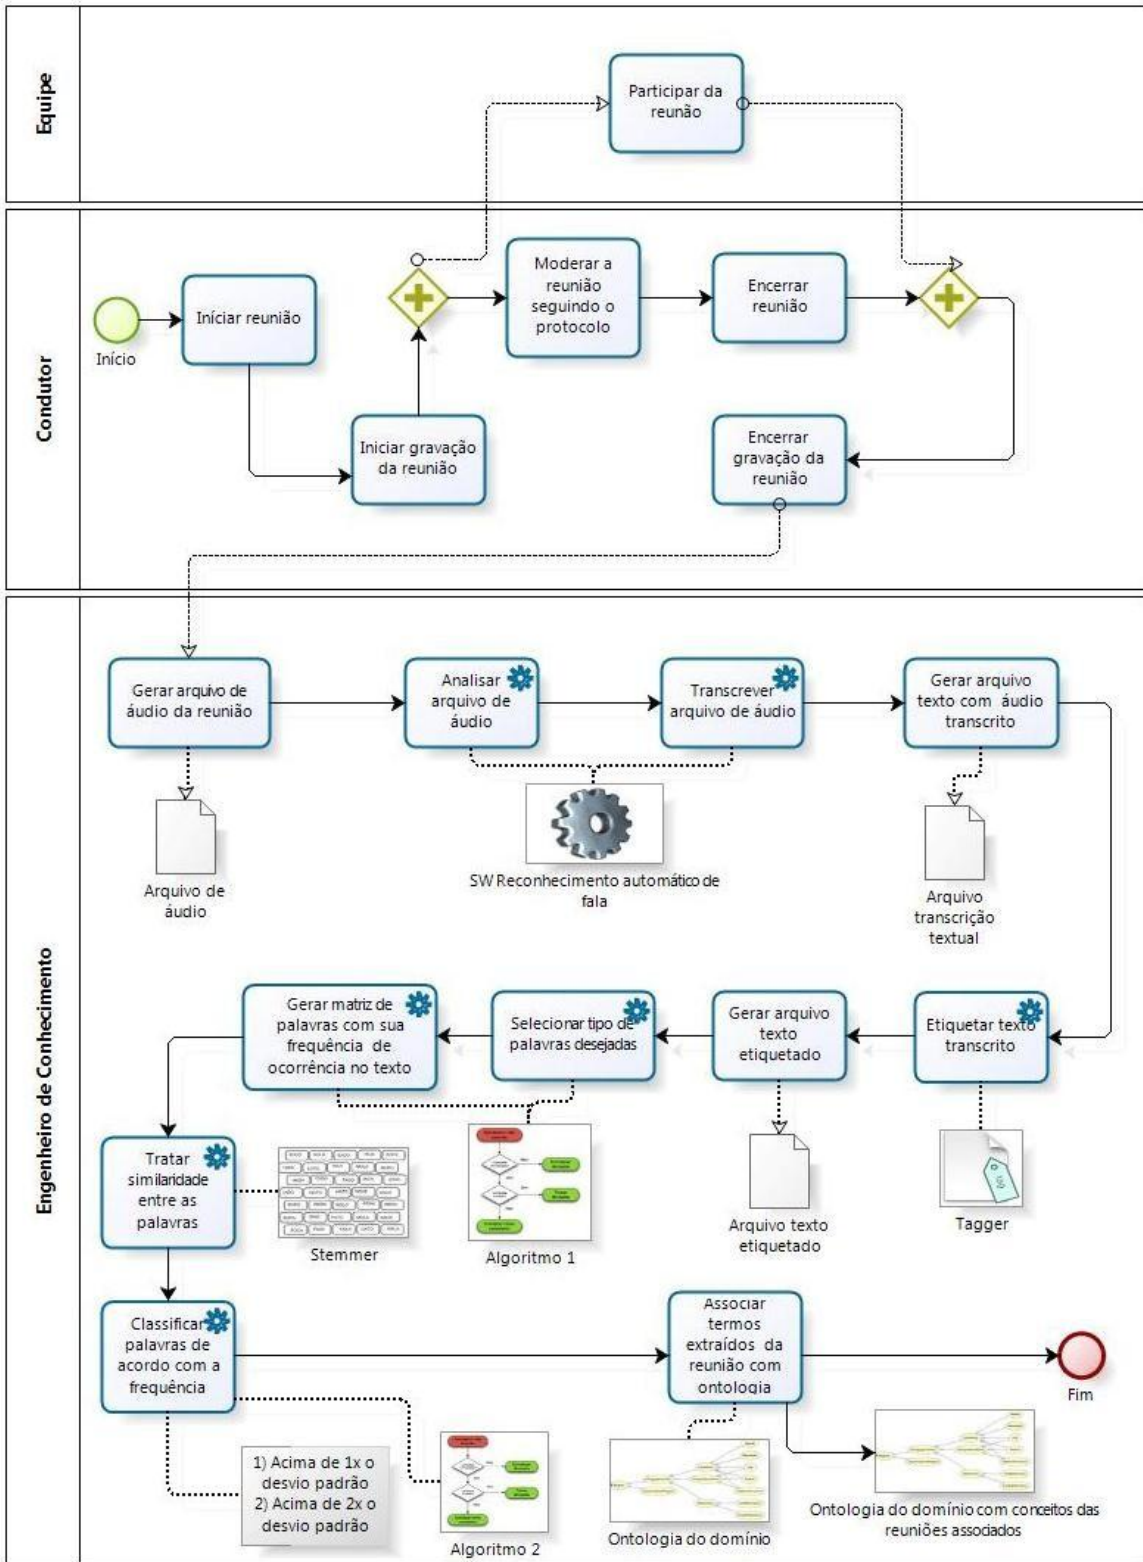 Equipe
Participar da
reunão
Condutor
Início
Iníciar reunião
Iniciar gravação
da reunião
Moderar a
reunião
seguindo o
protocolo
Encerrar
reunião
Encerrar
gravação da
reunião
Engenheiro de Conhecimento
Gerar arquivo de
áudio da reunião
Arquivo de
áudio
Analisar
arquivo de
áudio
Transcrever
arquivo de áudio
SW Reconhecimento automático de
fala
Gerar arquivo
texto com áudio
transcrito
Arquivo
transcrição
textual
Etiquetar texto
transcrito
Tagger
Gerar arquivo
texto
etiquetado
Arquivo texto
etiquetado
Selecionar tipo de
palavras desejadas
Gerar matriz de
palavras com sua
frequência de
ocorrência no texto
Algoritmo 1
Tratar
similaridade
entre as
palavras
Stemmer
Classificar
palavras de
acordo com a
frequência
1) Acima de 1x o
desvio padrão
2) Acima de 2x o
desvio padrão
Algoritmo 2
Associar
termos
extraídos da
reunião com
ontologia
Ontologia do domínio
Ontologia do domínio com conceitos das
reuniões associados
Fim